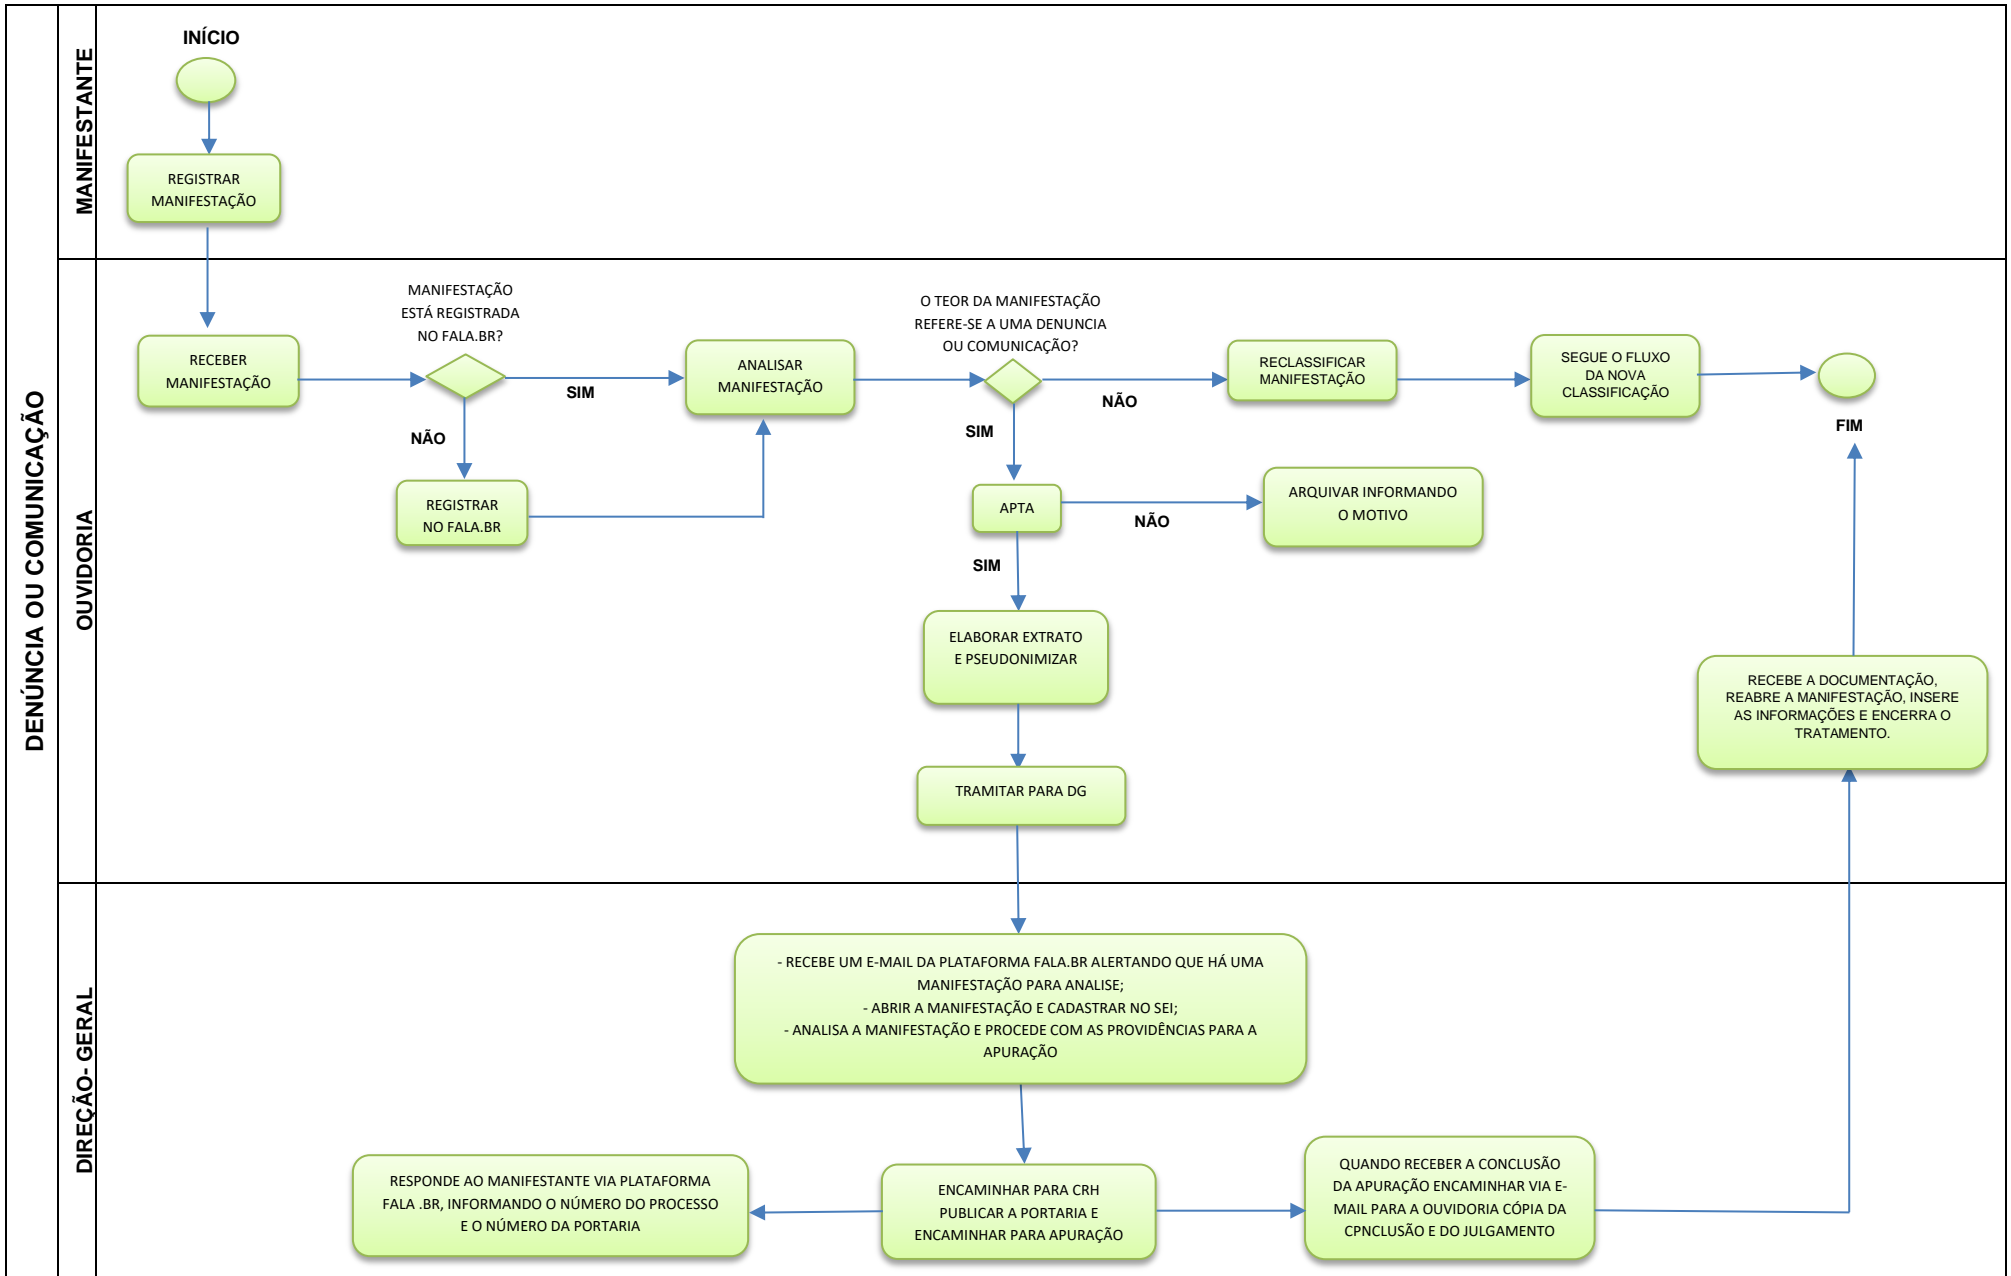 DENÚNCIA OU COMUNICAÇÃO
MANIFESTANTE
INÍCIO
REGISTRAR
MANIFESTAÇÃO
OUVIDORIA
RECEBER
MANIFESTAÇÃO
MANIFESTAÇÃO
ESTÁ REGISTRADA
NO FALA.BR?
SIM
NÃO
REGISTRAR
NO FALA.BR
ANALISAR
MANIFESTAÇÃO
O TEOR DA MANIFESTAÇÃO
REFERE-SE A UMA DENUNCIA
OU COMUNICAÇÃO?
NÃO
RECLASSIFICAR
MANIFESTAÇÃO
SEGUE O FLUXO
DA NOVA
CLASSIFICAÇÃO
FIM
SIM
APTA
NÃO
ARQUIVAR INFORMANDO
O MOTIVO
SIM
ELABORAR EXTRATO
E PSEUDONIMIZAR
TRAMITAR PARA DG
RECEBE A DOCUMENTAÇÃO,
REABRE A MANIFESTAÇÃO, INSERE
AS INFORMAÇÕES E ENCERRA O
TRATAMENTO.
DIREÇÃO- GERAL
- RECEBE UM E-MAIL DA PLATAFORMA FALA.BR ALERTANDO QUE HÁ UMA
MANIFESTAÇÃO PARA ANALISE;
- ABRIR A MANIFESTAÇÃO E CADASTRAR NO SEI;
- ANALISA A MANIFESTAÇÃO E PROCEDE COM AS PROVIDÊNCIAS PARA A
APURAÇÃO
RESPONDE AO MANIFESTANTE VIA PLATAFORMA
FALA .BR, INFORMANDO O NÚMERO DO PROCESSO
E O NÚMERO DA PORTARIA
ENCAMINHAR PARA CRH
PUBLICAR A PORTARIA E
ENCAMINHAR PARA APURAÇÃO
QUANDO RECEBER A CONCLUSÃO
DA APURAÇÃO ENCAMINHAR VIA E-
MAIL PARA A OUVIDORIA CÓPIA DA
CPNCLUSÃO E DO JULGAMENTO